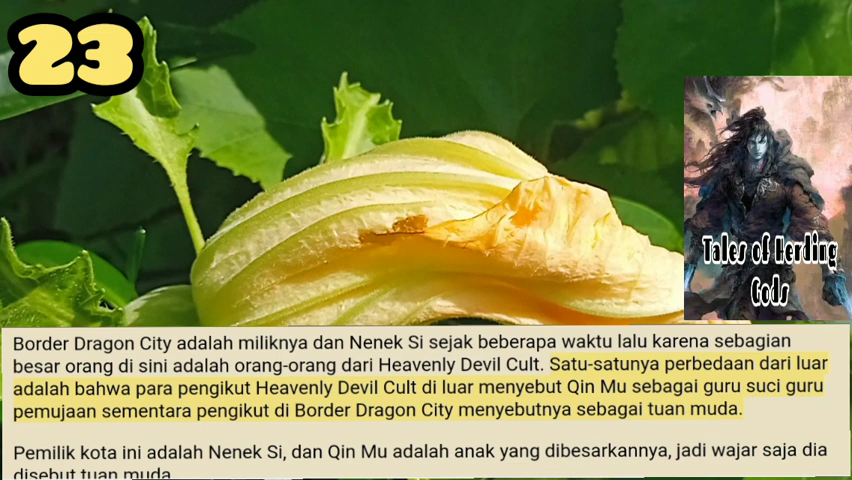 23
Tales of Herding
Gods
Border Dragon City adalah miliknya dan Nenek Si sejak beberapa waktu lalu karena sebagian
besar orang di sini adalah orang-orang dari Heavenly Devil Cult. Satu-satunya perbedaan dari luar
adalah bahwa para pengikut Heavenly Devil Cult di luar menyebut Qin Mu sebagai guru suci guru
pemujaan sementara pengikut di Border Dragon City menyebutnya sebagai tuan muda.
Pemilik kota ini adalah Nenek Si, dan Qin Mu adalah anak yang dibesarkannya, jadi wajar saja dia
disebut tuan muda